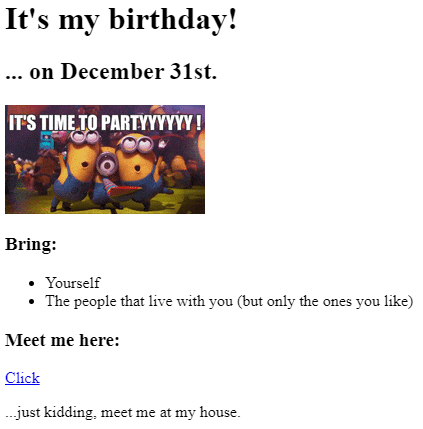 It's my birthday!
... on December 31st.
IT'S TIME TO PARTYYYYYY !
Bring:
Yourself
The people that live with you (but only the ones you like)
Meet me here:
Click
...just kidding, meet me at my house.